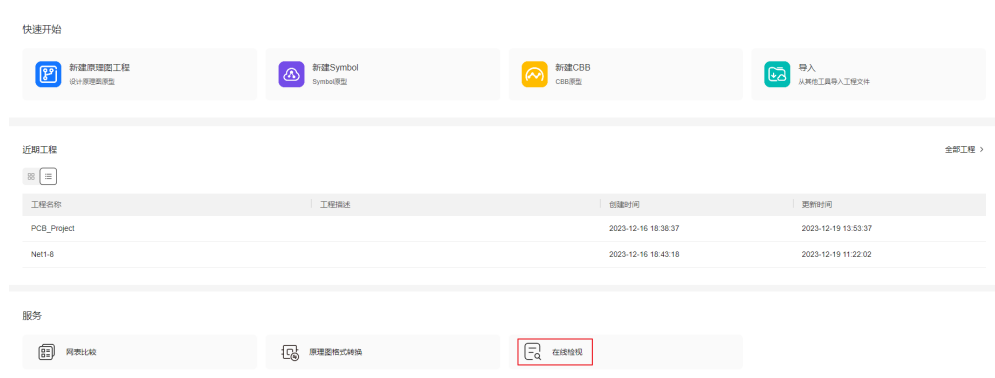 快速开始
新建原理图工程
设计原理图原型
新建Symbol
Symbol原型
新建CBB
CBB原型
导入
从其他工具导入工程文件
近期工程
全部工程 >
工程名称 工程描述 创建时间 更新时间
PCB_Project 2023-12-16 18:38:37 2023-12-19 13:53:37
Net1-6 2023-12-16 18:43:18 2023-12-19 11:22:02
服务
网表比较
原理图格式转换
在线检视